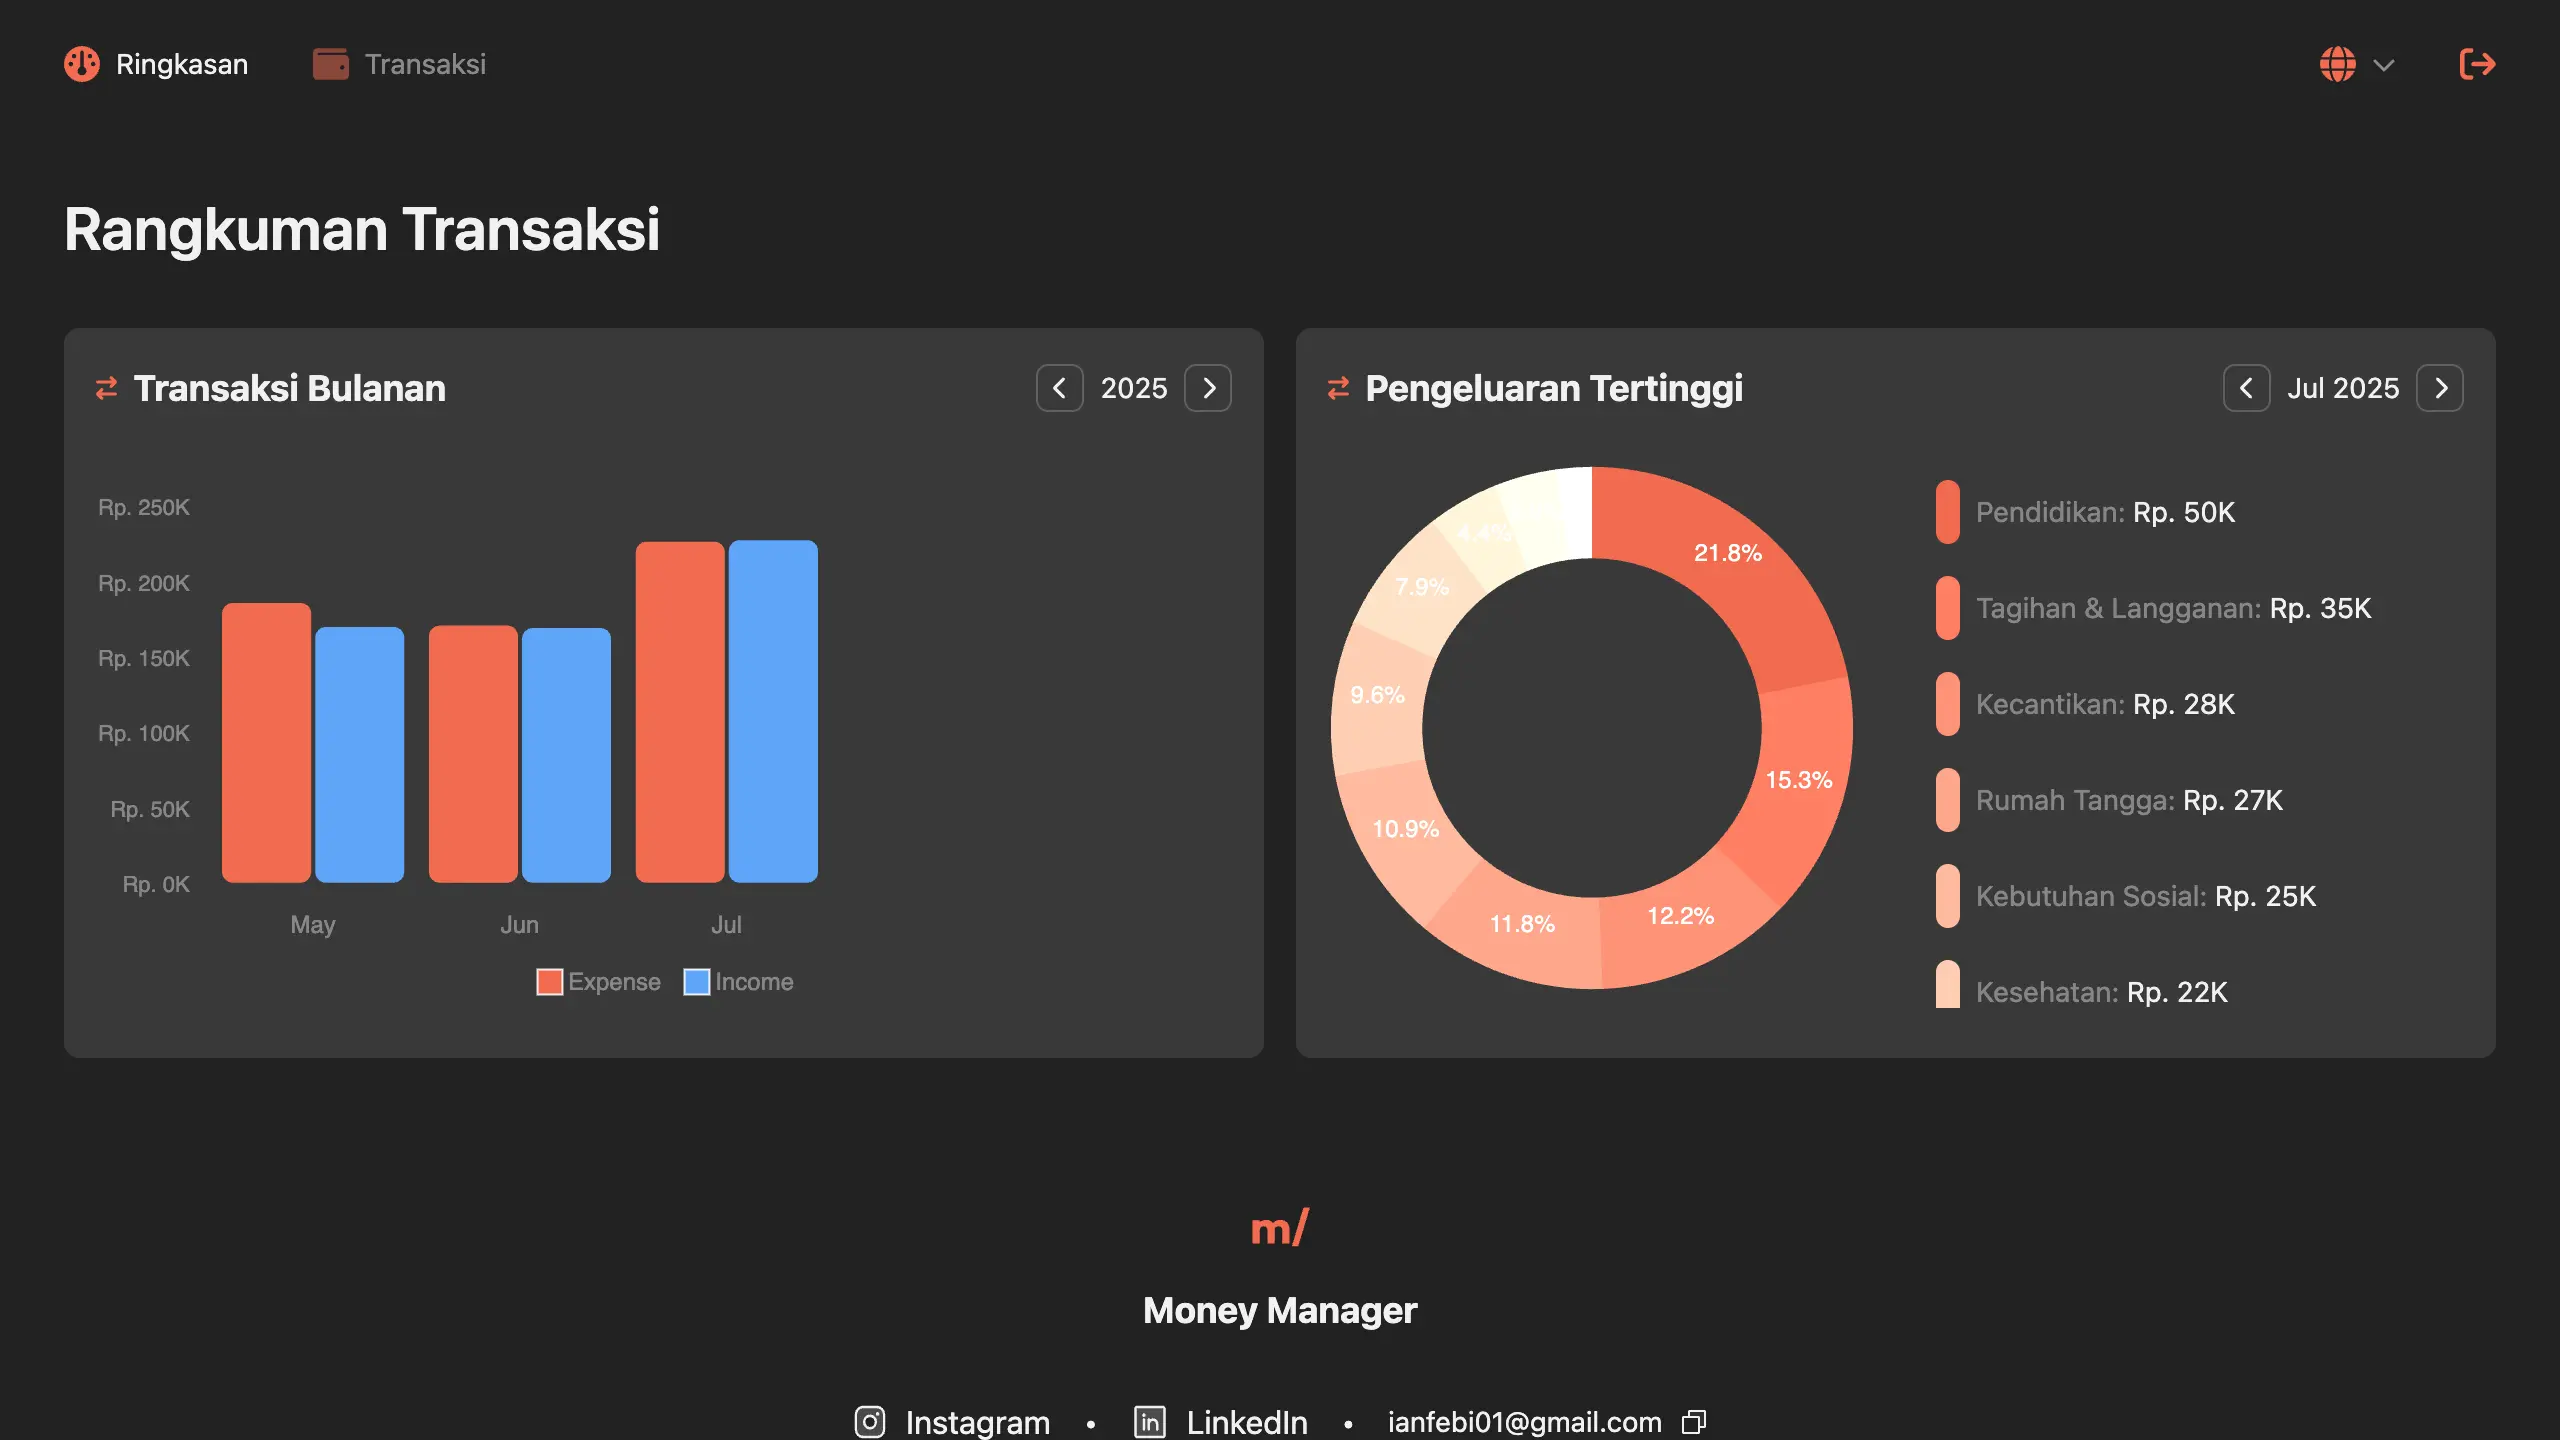 Ringkasan
Transaksi
Rangkuman Transaksi
Transaksi Bulanan
2025
Rp. 250K
Rp. 200K
Rp. 150K
Rp. 100K
Rp. 50K
Rp. 0K
May
Jun
Jul
Expense
Income
Pengeluaran Tertinggi
Jul 2025
21.8%
15.3%
12.2%
11.8%
10.9%
9.6%
7.9%
4.4%
Pendidikan: Rp. 50K
Tagihan & Langganan: Rp. 35K
Kecantikan: Rp. 28K
Rumah Tangga: Rp. 27K
Kebutuhan Sosial: Rp. 25K
Kesehatan: Rp. 22K
m/
Money Manager
Instagram • LinkedIn • ianfebi01@gmail.com